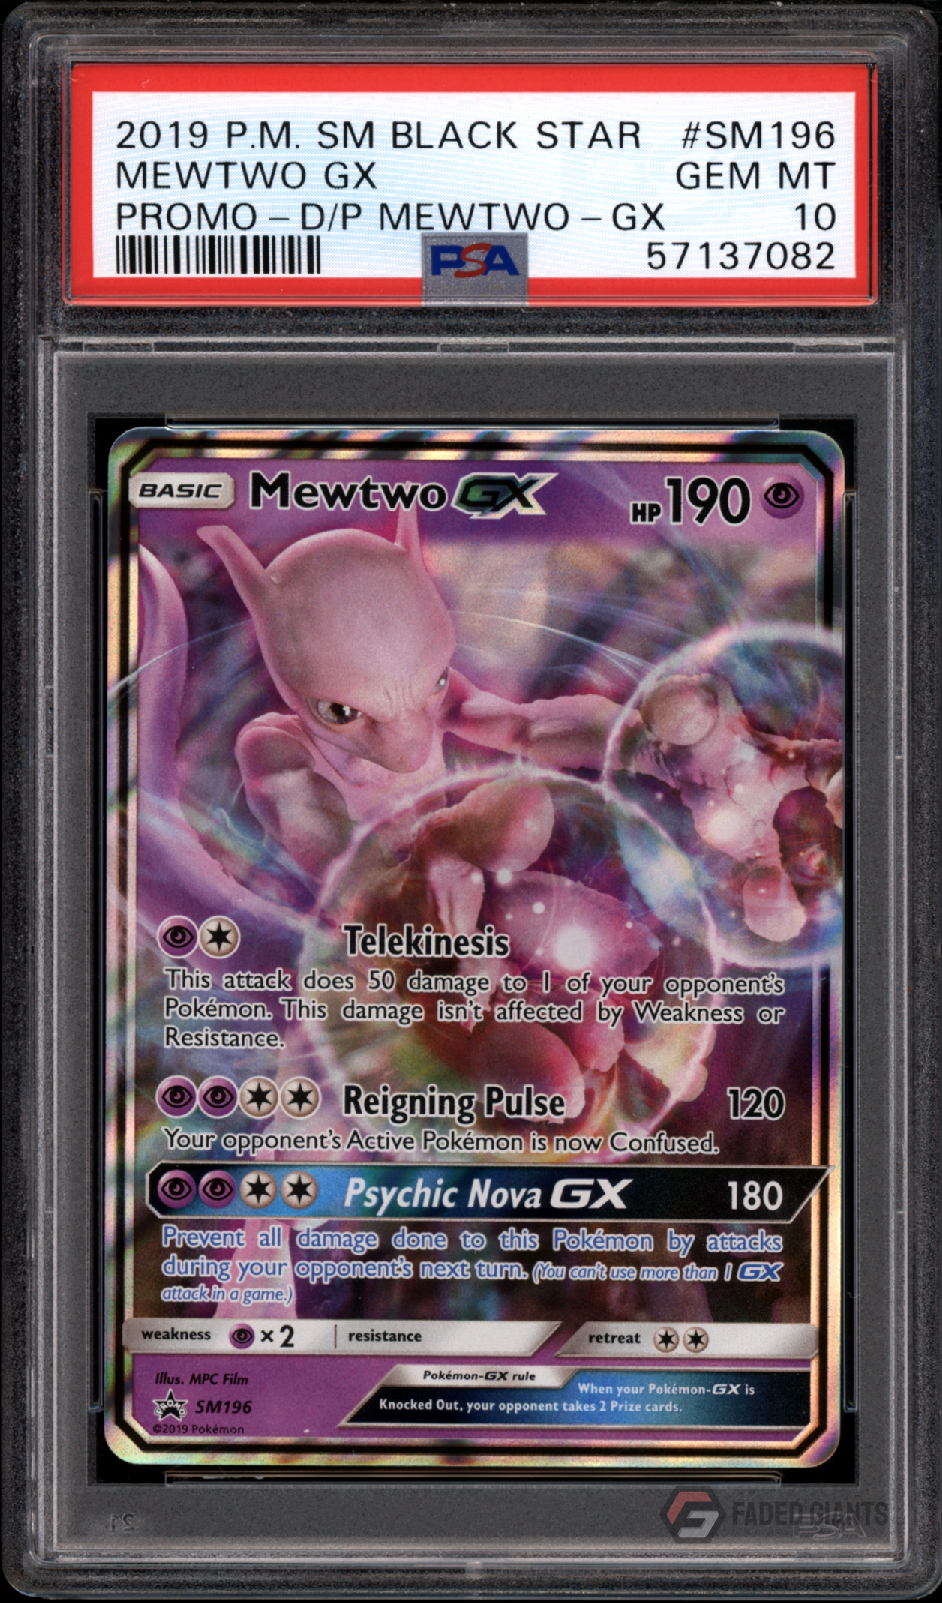 2019 P.M. SM BLACK STAR #SM196
MEWTWO GX GEM MT
PROMO – D/P MEWTWO – GX 10
57137082
PSA
BASIC Mewtwo GX HP 190
Telekinesis
This attack does 50 damage to 1 of your opponent's
Pokémon. This damage isn't affected by Weakness or
Resistance.
Reigning Pulse 120
Your opponent's Active Pokémon is now Confused.
Psychic Nova GX 180
Prevent all damage done to this Pokémon by attacks
during your opponent's next turn. (You can't use more than 1 GX
attack in a game.)
weakness ×2 resistance retreat
Illus. MPC Film
Pokémon-GX rule
When your Pokémon-GX is
Knocked Out, your opponent takes 2 Prize cards.
PROMO SM196
©2019 Pokémon
FADED GIANTS
PSA